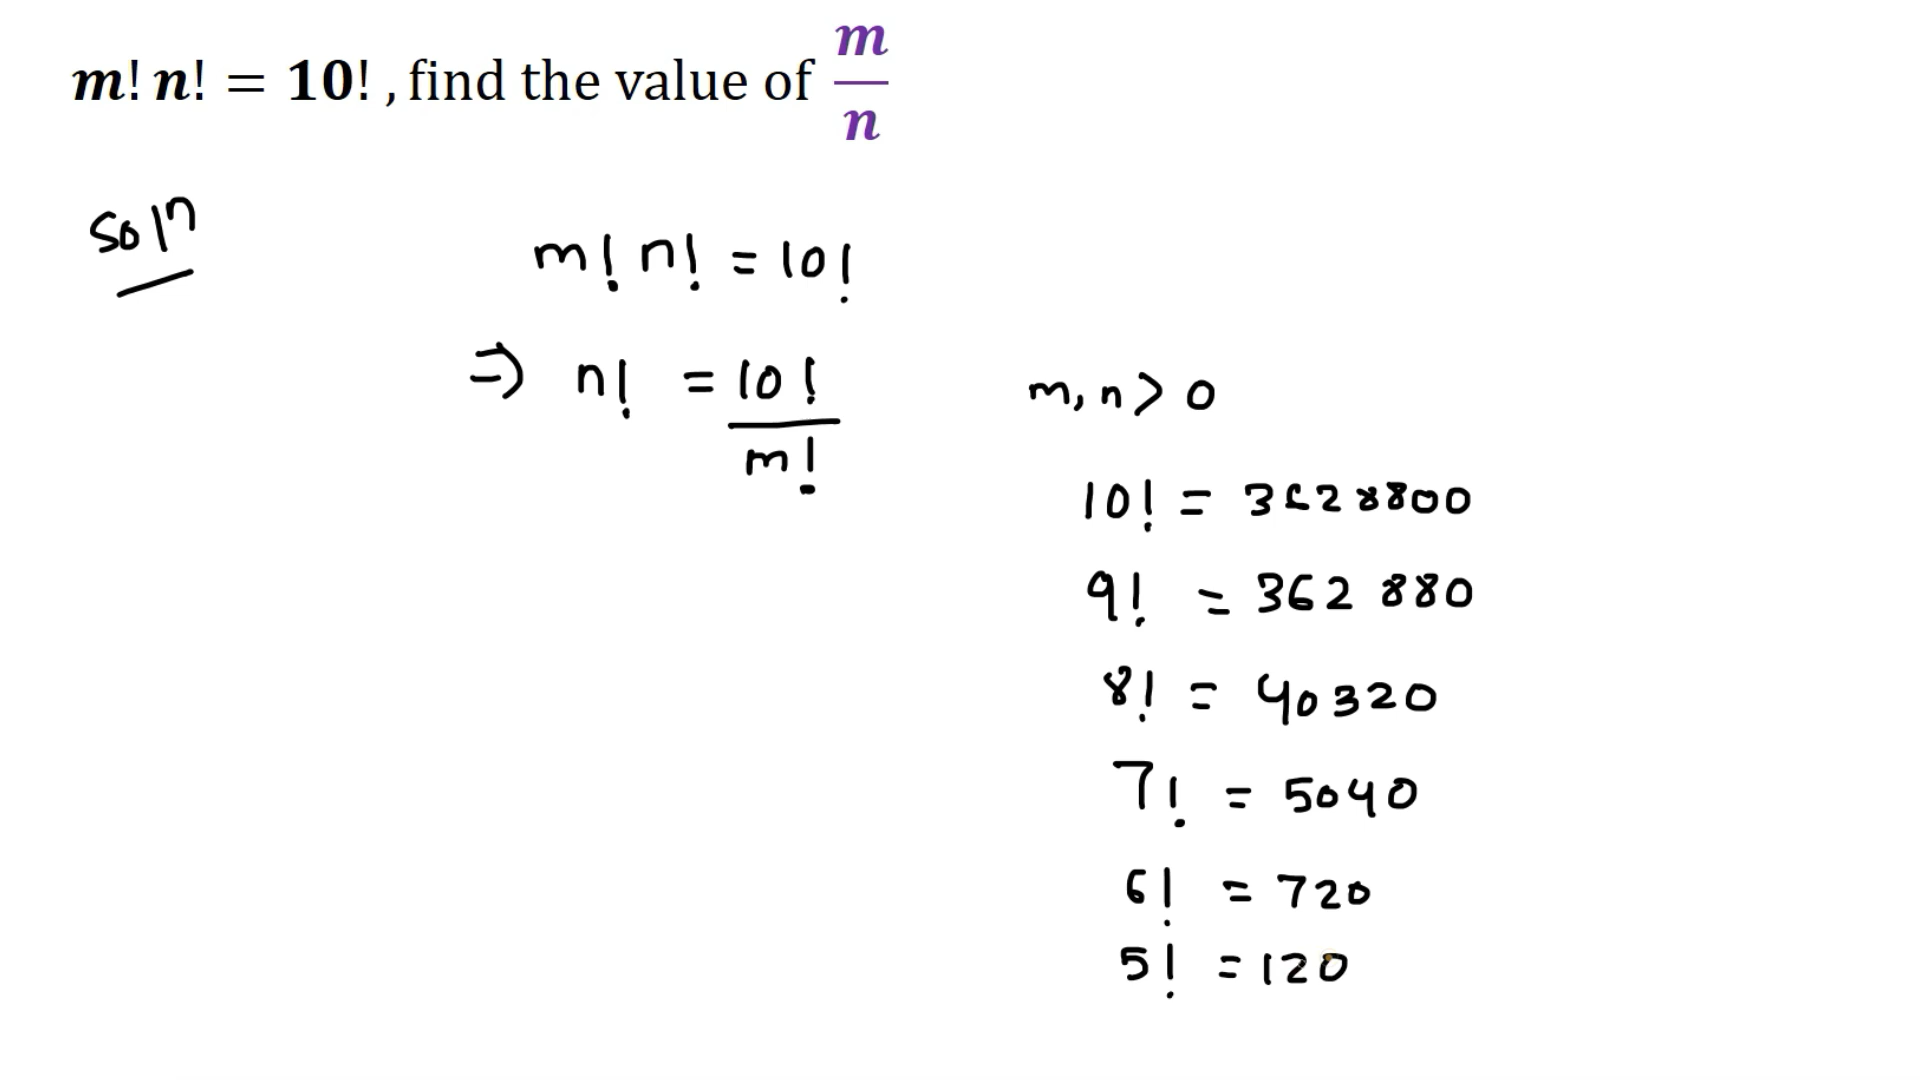 m! n! = 10! , find the value of m/n
Soln
m! n! = 10!
⇒ n! = 10!/m!
m, n > 0
10! = 3628800
9! = 362880
8! = 40320
7! = 5040
6! = 720
5! = 120